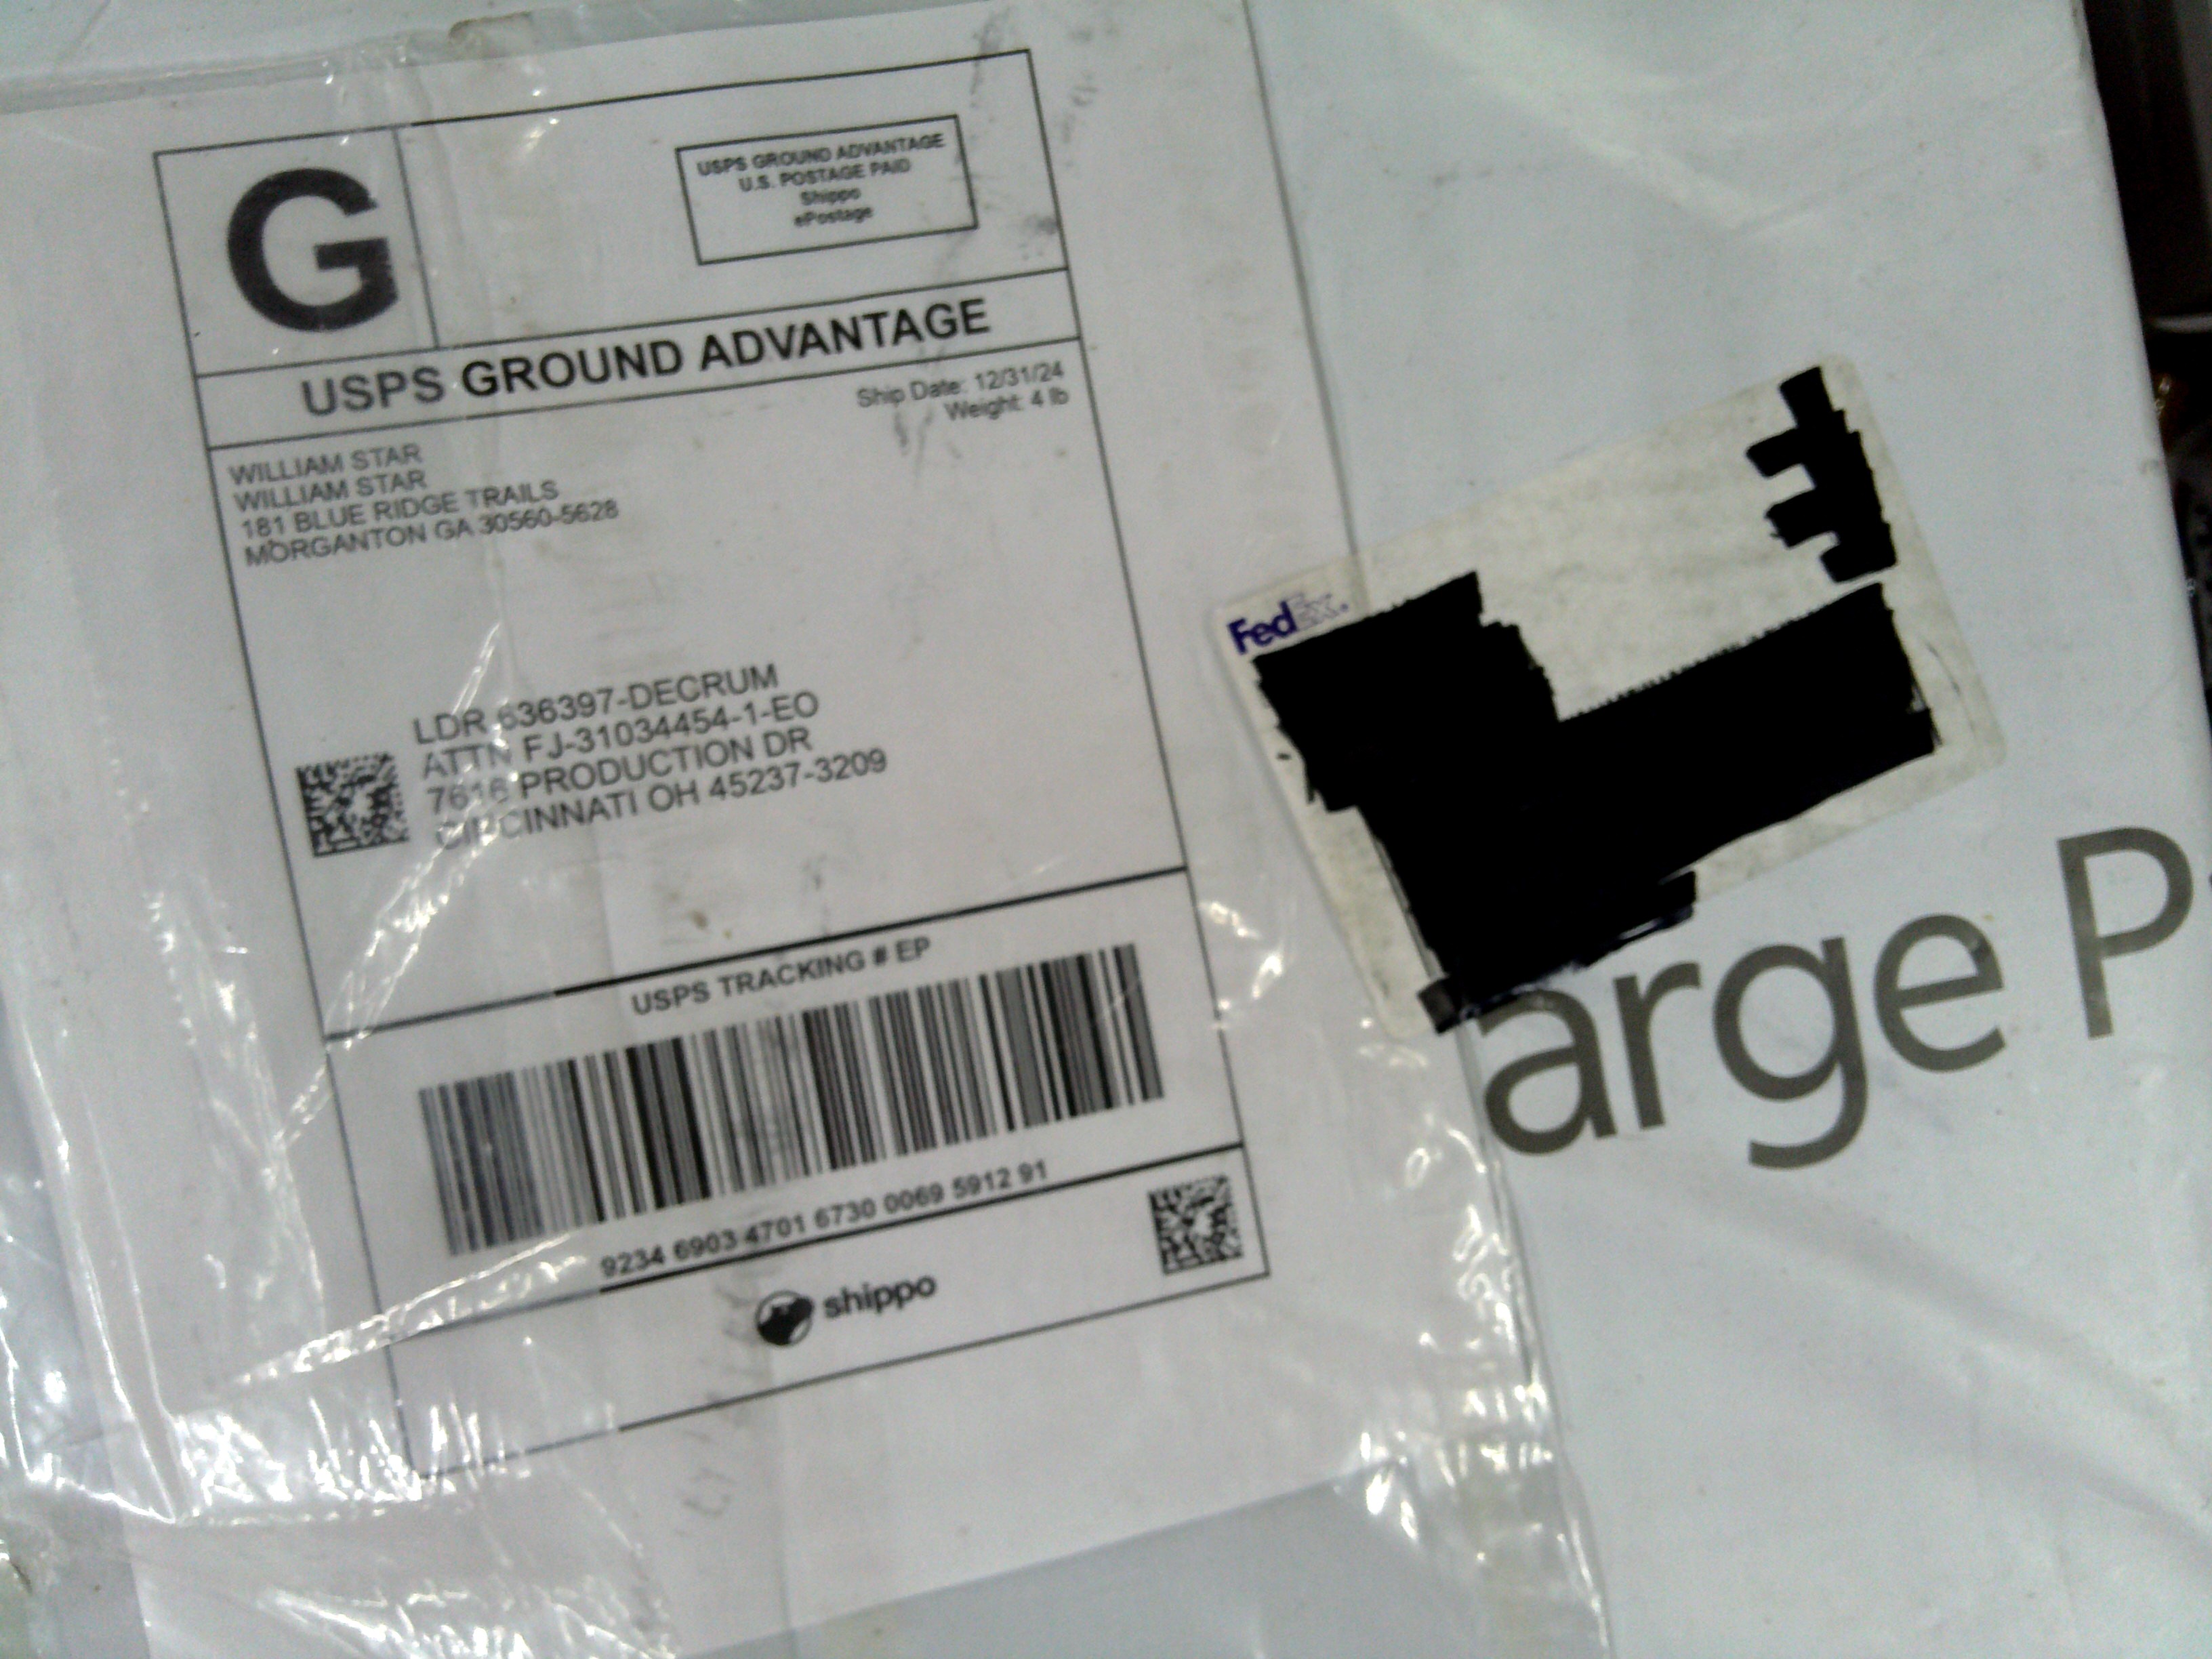 G
USPS GROUND ADVANTAGE
U.S. POSTAGE PAID
Shippo
ePostage
USPS GROUND ADVANTAGE
Ship Date: 12/31/24
Weight: 4 lb
WILLIAM STAR
WILLIAM STAR
181 BLUE RIDGE TRAILS
MORGANTON GA 30560-5628
LDR 636397-DECRUM
ATTN FJ-31034454-1-EO
7616 PRODUCTION DR
CINCINNATI OH 45237-3209
USPS TRACKING # EP
9234 6903 4701 6730 0069 5912 91
shippo
FedEx
arge P